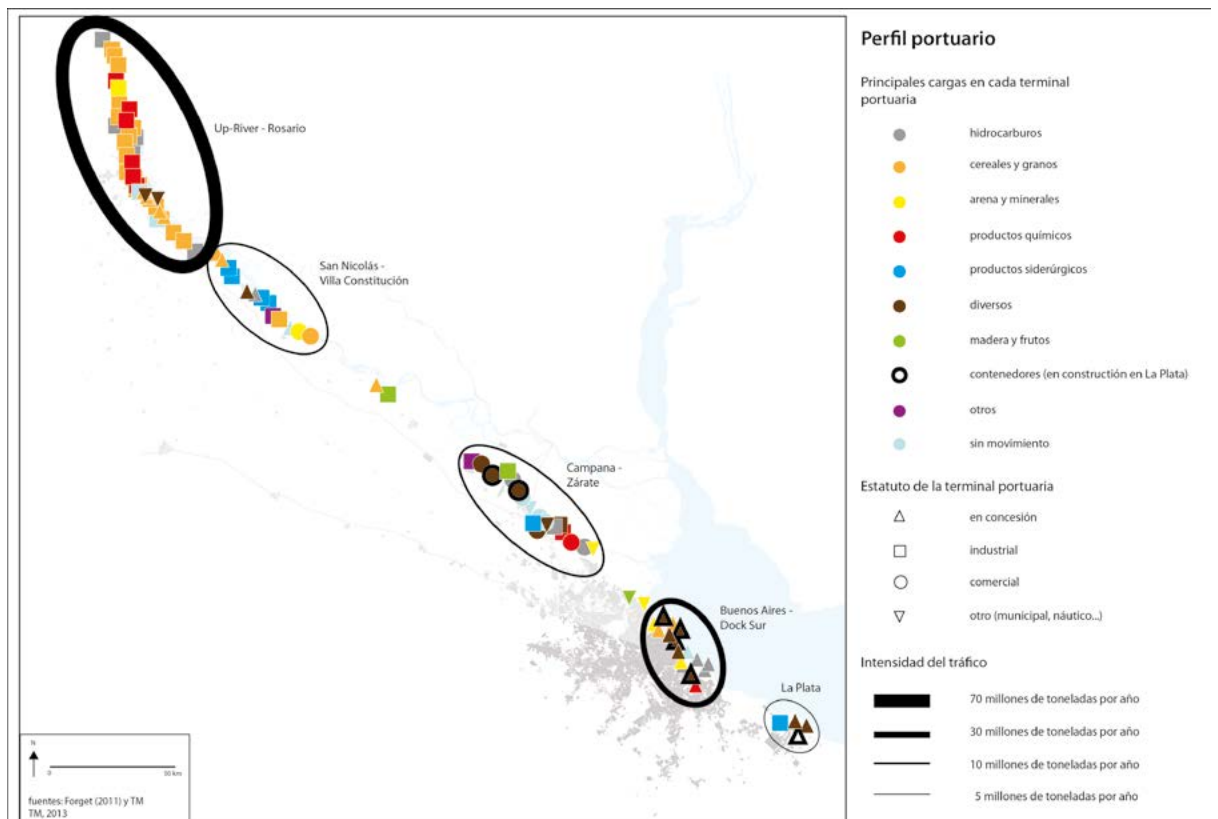 Up-River - Rosario
San Nicolás -
Villa Constitución
Campana -
Zárate
Buenos Aires -
Dock Sur
La Plata
N
0
50 km
fuentes: Forget (2011) y TM
TM, 2013
Perfil portuario
Principales cargas en cada terminal
portuaria
hidrocarburos
cereales y granos
arena y minerales
productos químicos
productos siderúrgicos
diversos
madera y frutos
contenedores (en constructión en La Plata)
otros
sin movimiento
Estatuto de la terminal portuaria
en concesión
industrial
comercial
otro (municipal, náutico...)
Intensidad del tráfico
70 millones de toneladas por año
30 millones de toneladas por año
10 millones de toneladas por año
5 millones de toneladas por año